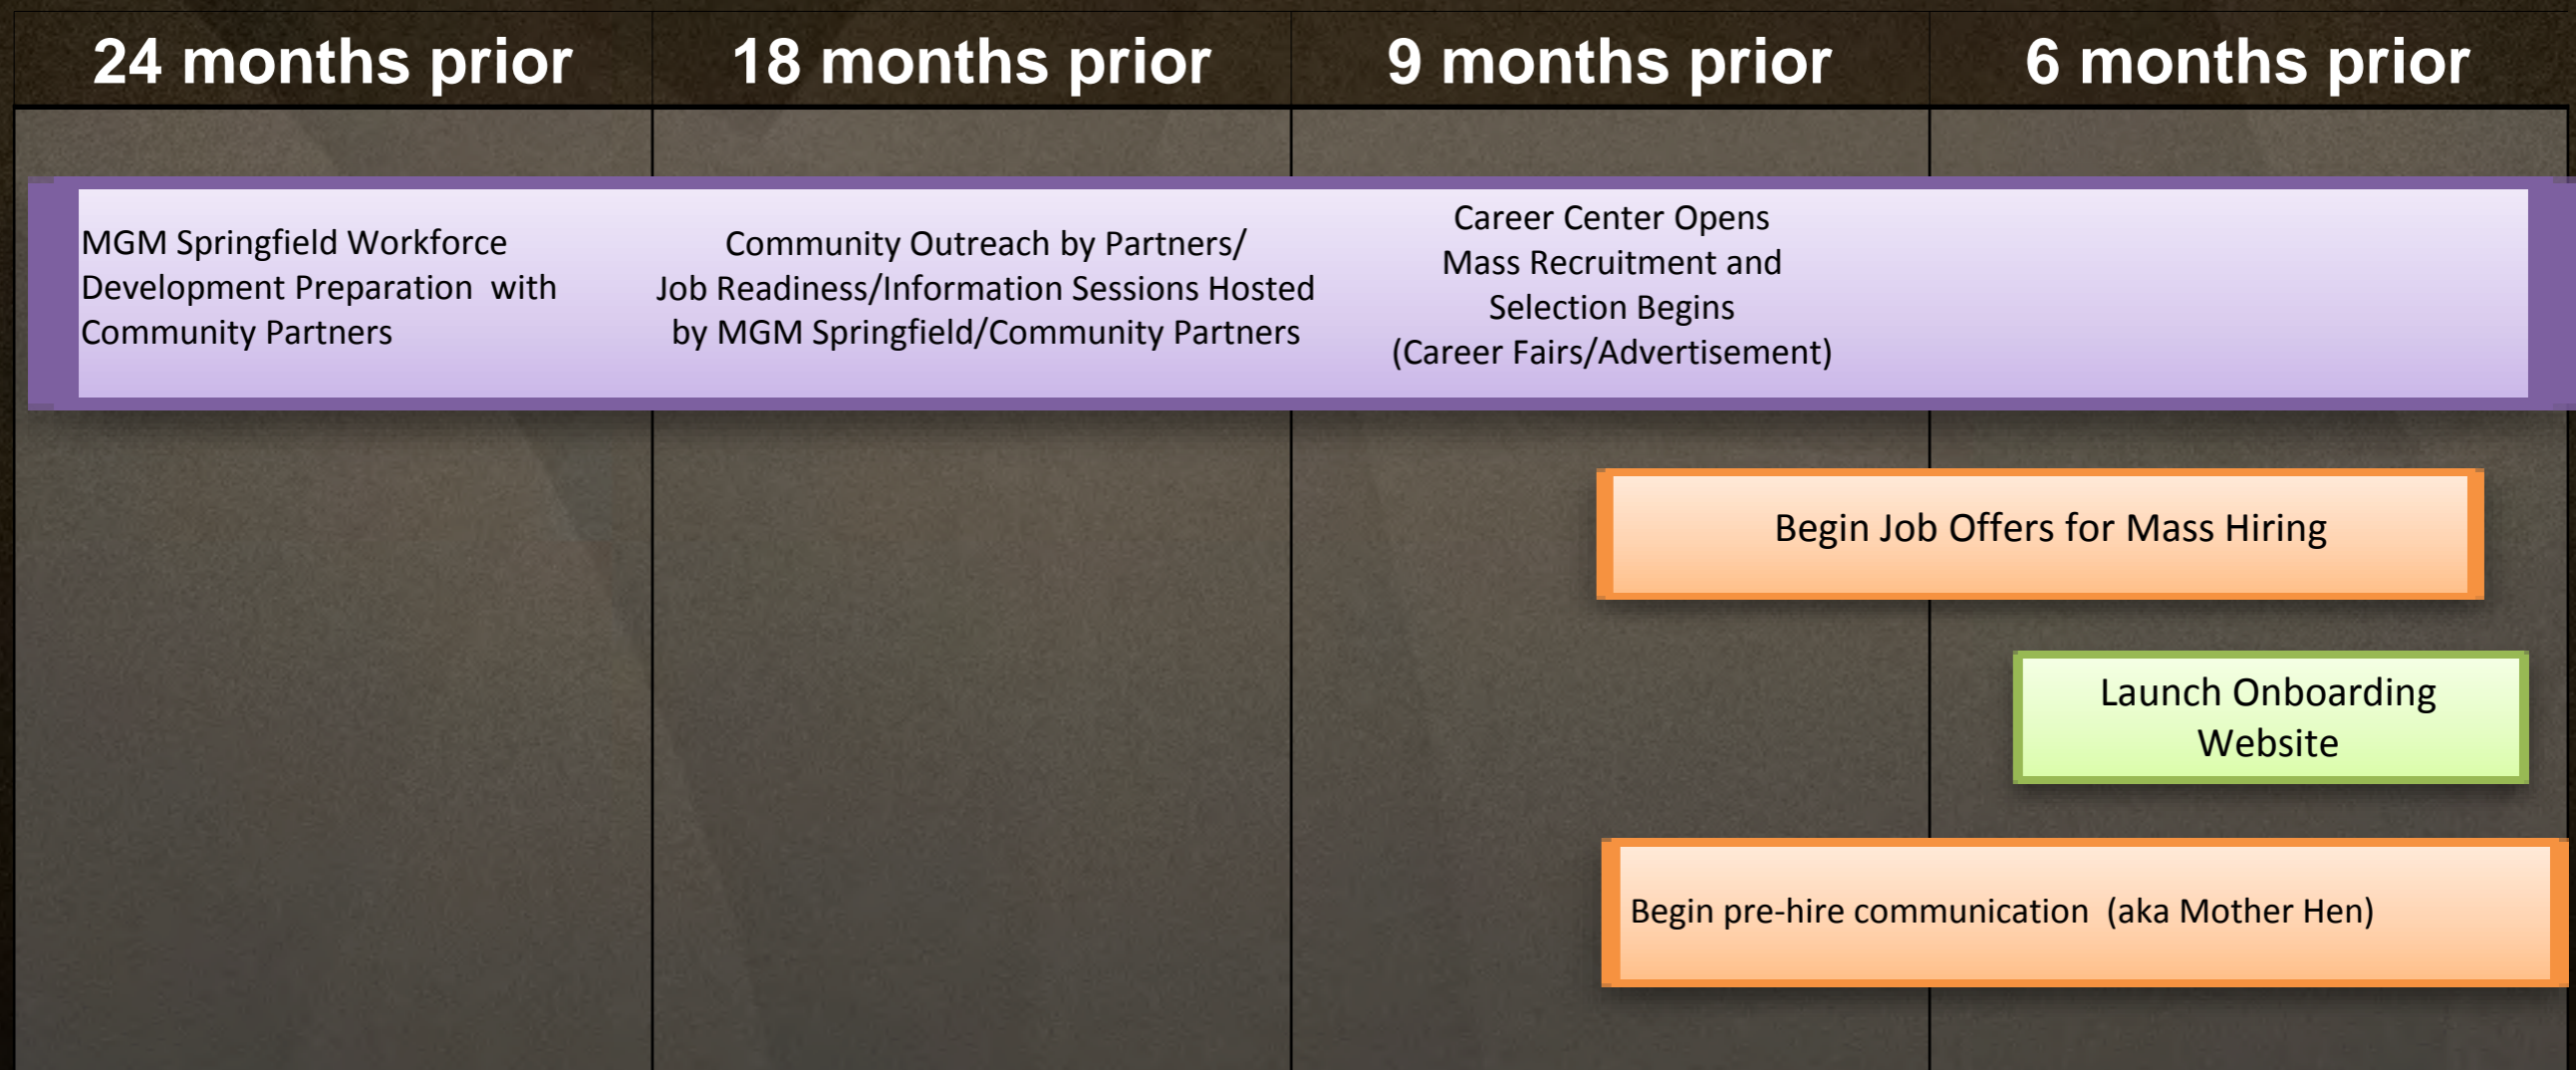 24 months prior
18 months prior
9 months prior
6 months prior
MGM Springfield Workforce
Development Preparation with
Community Partners
Community Outreach by Partners/
Job Readiness/Information Sessions Hosted
by MGM Springfield/Community Partners
Career Center Opens
Mass Recruitment and
Selection Begins
(Career Fairs/Advertisement)
Begin Job Offers for Mass Hiring
Launch Onboarding
Website
Begin pre-hire communication (aka Mother Hen)